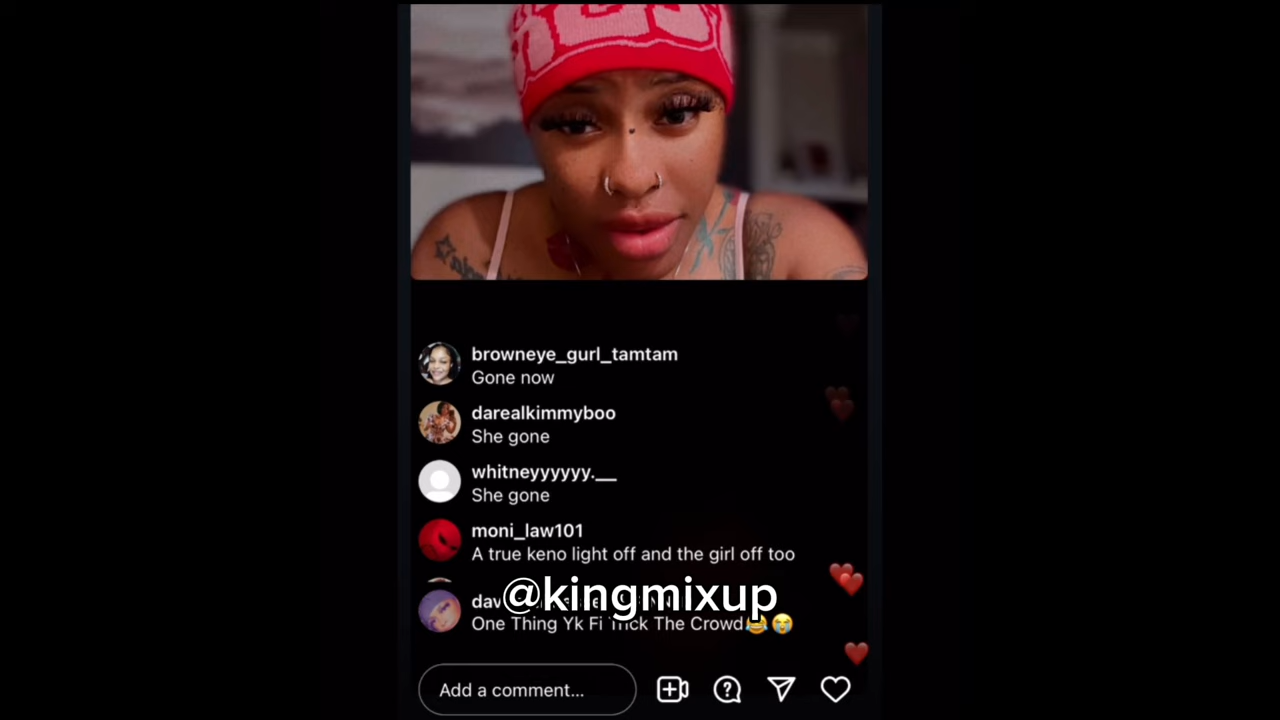 browneye_gurl_tamtam
Gone now
darealkimmyboo
She gone
whitneyyyyyy.__
She gone
moni_law101
A true keno light off and the girl off too
@kingmixup
One Thing Yk Fi Trick The Crowd😂😭
Add a comment...